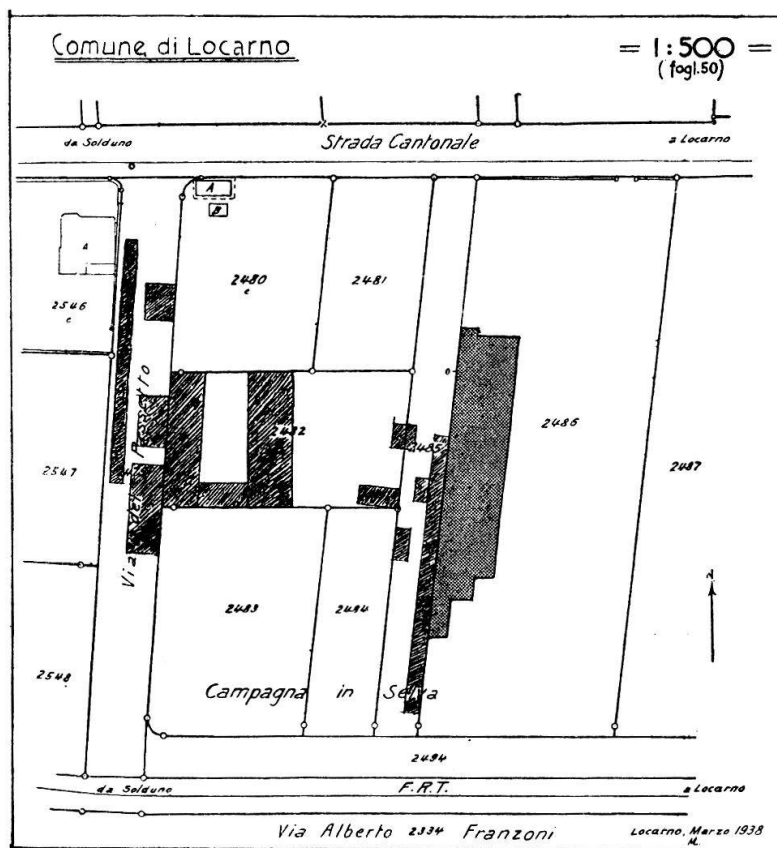 Comune di Locarno
= 1:500 =
(fogl.50)
da Solduno
Strada Cantonale
a Locarno
A
B
A
2480
e
2481
2546
c
2482
2485
2486
2487
2547
Via del Passetto
2483
2484
2548
Campagna in Selva
2494
da Solduno
F.R.T.
a Locarno
Via Alberto 2334 Franzoni
Locarno, Marzo 1938